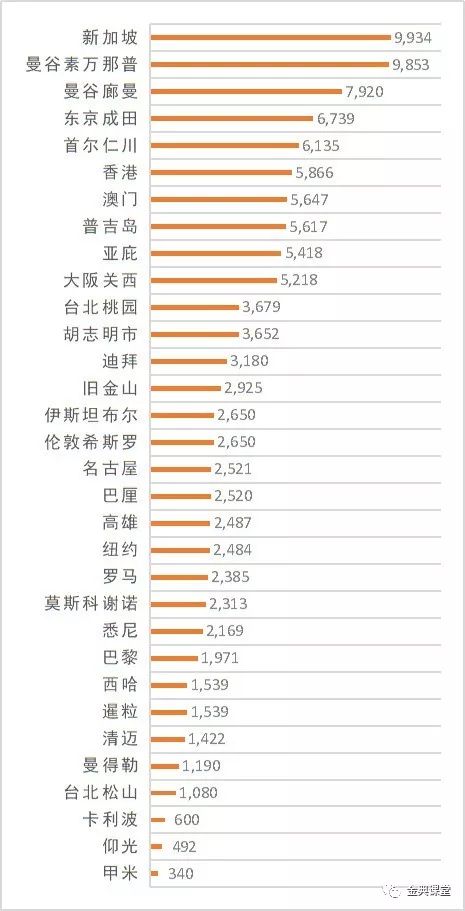 新加坡 9,934
曼谷素万那普 9,853
曼谷廊曼 7,920
东京成田 6,739
首尔仁川 6,135
香港 5,866
澳门 5,647
普吉岛 5,617
亚庇 5,418
大阪关西 5,218
台北桃园 3,679
胡志明市 3,652
迪拜 3,180
旧金山 2,925
伊斯坦布尔 2,650
伦敦希斯罗 2,650
名古屋 2,521
巴厘 2,520
高雄 2,487
纽约 2,484
罗马 2,385
莫斯科谢诺 2,313
悉尼 2,169
巴黎 1,971
西哈 1,539
暹粒 1,539
清迈 1,422
曼得勒 1,190
台北松山 1,080
卡利波 600
仰光 492
甲米 340
金典课堂